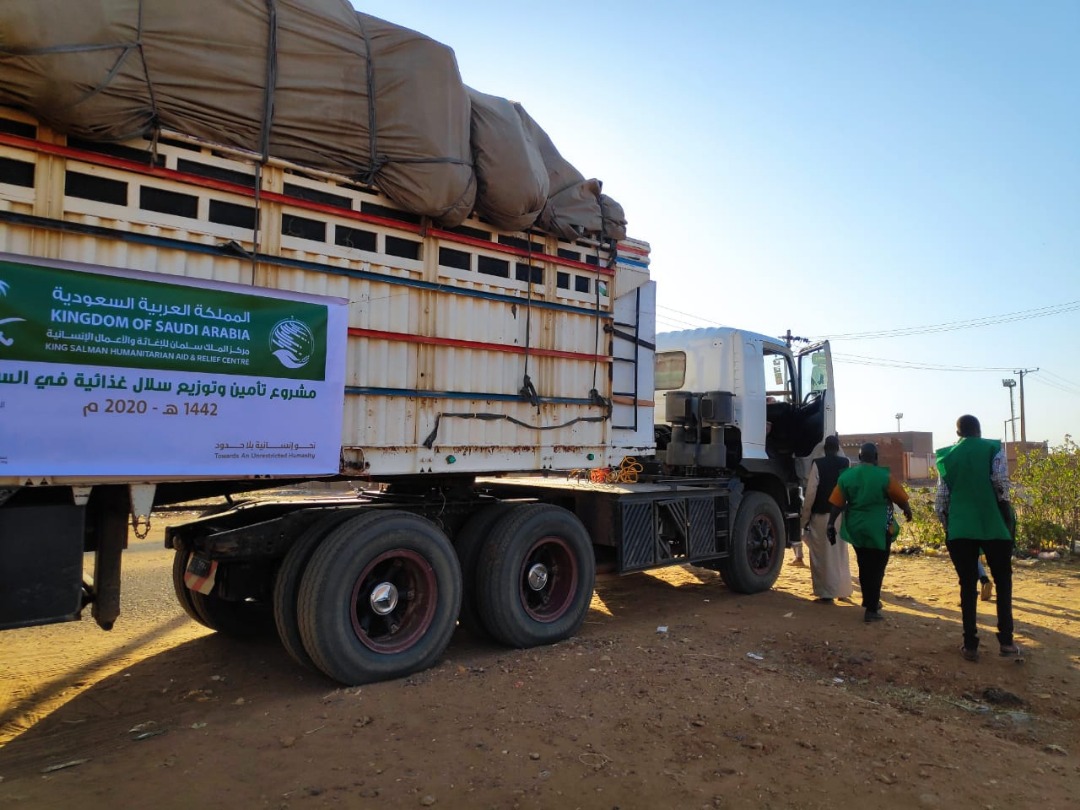 المملكة العربية السعودية
KINGDOM OF SAUDI ARABIA
مركز الملك سلمان للإغاثة والأعمال الإنسانية
KING SALMAN HUMANITARIAN AID & RELIEF CENTRE
مشروع تأمين وتوزيع سلال غذائية في
1442 هـ - 2020 م
نحو إنسانية بلا حدود
Towards An Unrestricted Humanity